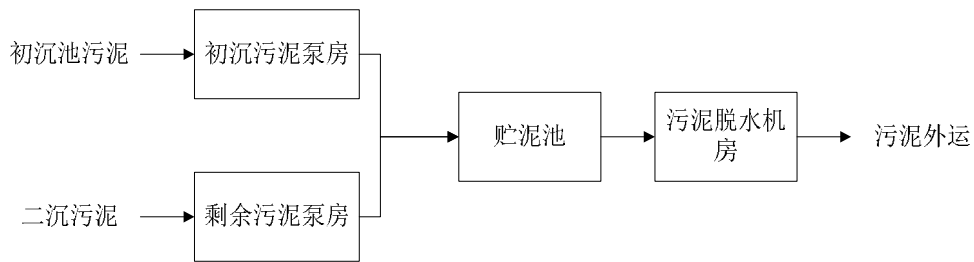 初沉池污泥
初沉污泥泵房
贮泥池
污泥脱水机
房
污泥外运
二沉污泥
剩余污泥泵房